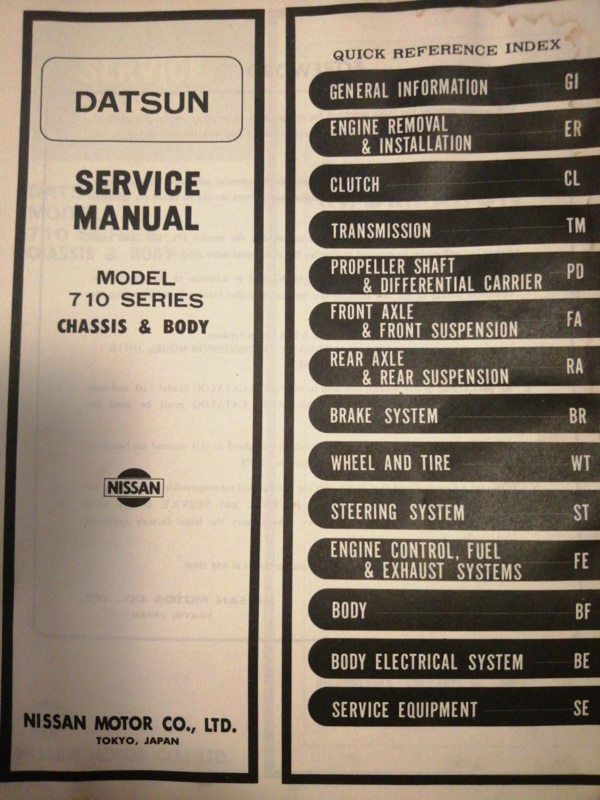 DATSUN
SERVICE
MANUAL
MODEL
710 SERIES
CHASSIS & BODY
NISSAN
NISSAN MOTOR CO., LTD.
TOKYO, JAPAN
QUICK REFERENCE INDEX
GENERAL INFORMATION GI
ENGINE REMOVAL
& INSTALLATION ER
CLUTCH CL
TRANSMISSION TM
PROPELLER SHAFT
& DIFFERENTIAL CARRIER PD
FRONT AXLE
& FRONT SUSPENSION FA
REAR AXLE
& REAR SUSPENSION RA
BRAKE SYSTEM BR
WHEEL AND TIRE WT
STEERING SYSTEM ST
ENGINE CONTROL, FUEL
& EXHAUST SYSTEMS FE
BODY BF
BODY ELECTRICAL SYSTEM BE
SERVICE EQUIPMENT SE